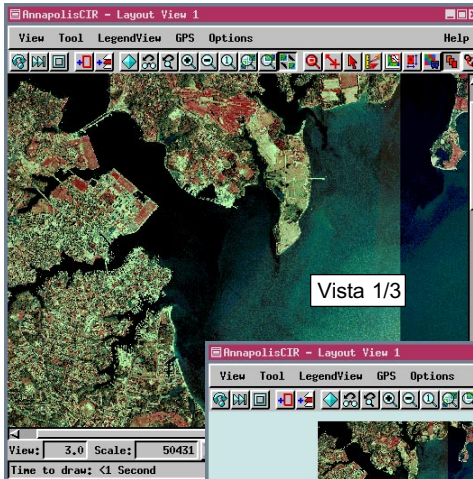 AnnapolisCIR - Layout View 1
View Tool LegendView GPS Options Help
Vista 1/3
AnnapolisCIR - Layout View 1
View Tool LegendView GPS Options
View: 3.0 Scale: 50431
Time to draw: <1 Second